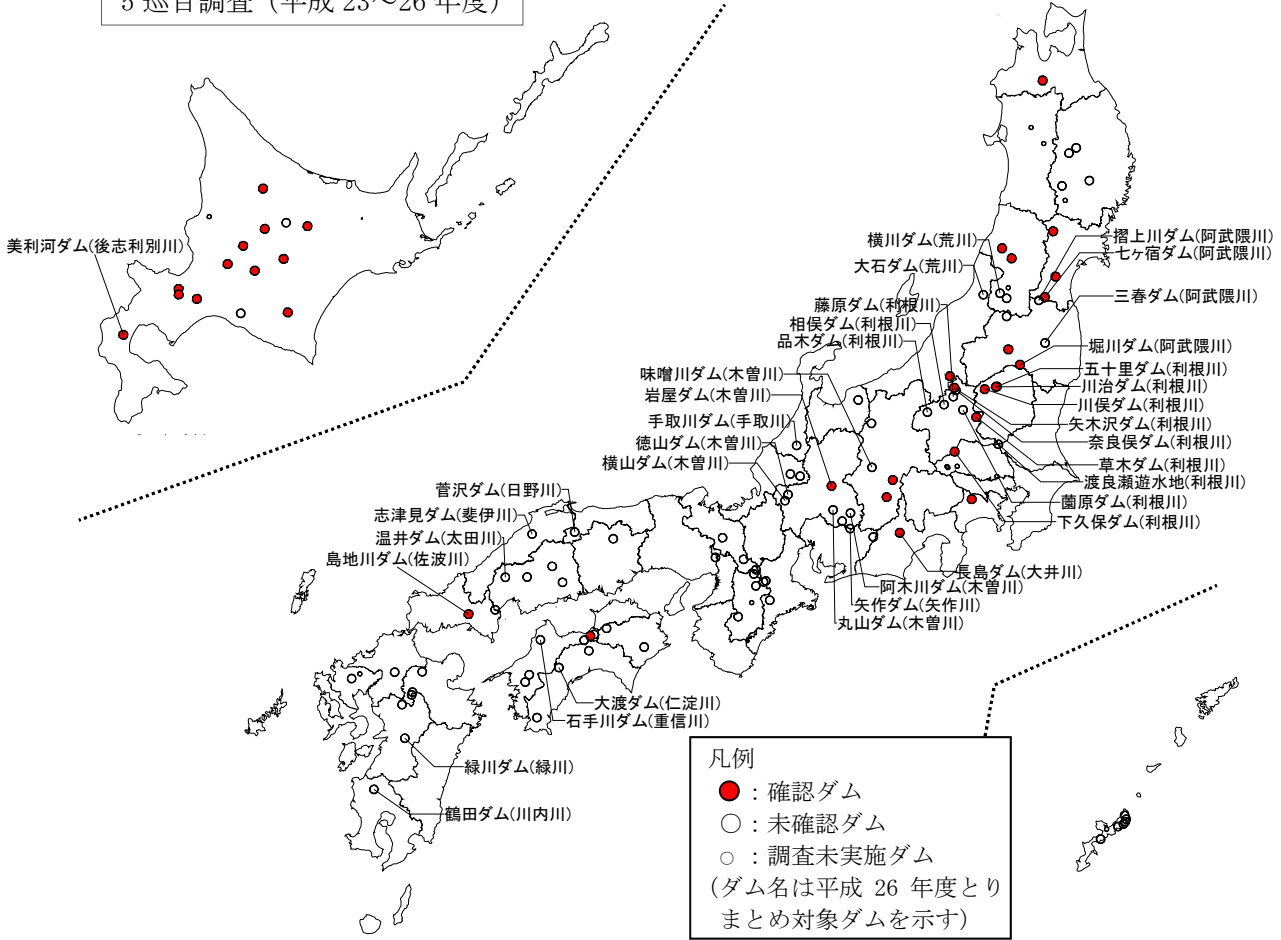 5 巡目調査（平成 23～26 年度）
美利河ダム(後志利別川)
横川ダム(荒川)
大石ダム(荒川)
藤原ダム(利根川)
相俣ダム(利根川)
品木ダム(利根川)
味噌川ダム(木曽川)
岩屋ダム(木曽川)
手取川ダム(手取川)
徳山ダム(木曽川)
横山ダム(木曽川)
菅沢ダム(日野川)
志津見ダム(斐伊川)
温井ダム(太田川)
島地川ダム(佐波川)
摺上川ダム(阿武隈川)
七ヶ宿ダム(阿武隈川)
三春ダム(阿武隈川)
堀川ダム(阿武隈川)
五十里ダム(利根川)
川治ダム(利根川)
川俣ダム(利根川)
矢木沢ダム(利根川)
奈良俣ダム(利根川)
草木ダム(利根川)
渡良瀬遊水地(利根川)
薗原ダム(利根川)
下久保ダム(利根川)
長島ダム(大井川)
阿木川ダム(木曽川)
矢作ダム(矢作川)
丸山ダム(木曽川)
大渡ダム(仁淀川)
石手川ダム(重信川)
緑川ダム(緑川)
鶴田ダム(川内川)
凡例
●：確認ダム
○：未確認ダム
○：調査未実施ダム
(ダム名は平成 26 年度とり
まとめ対象ダムを示す)